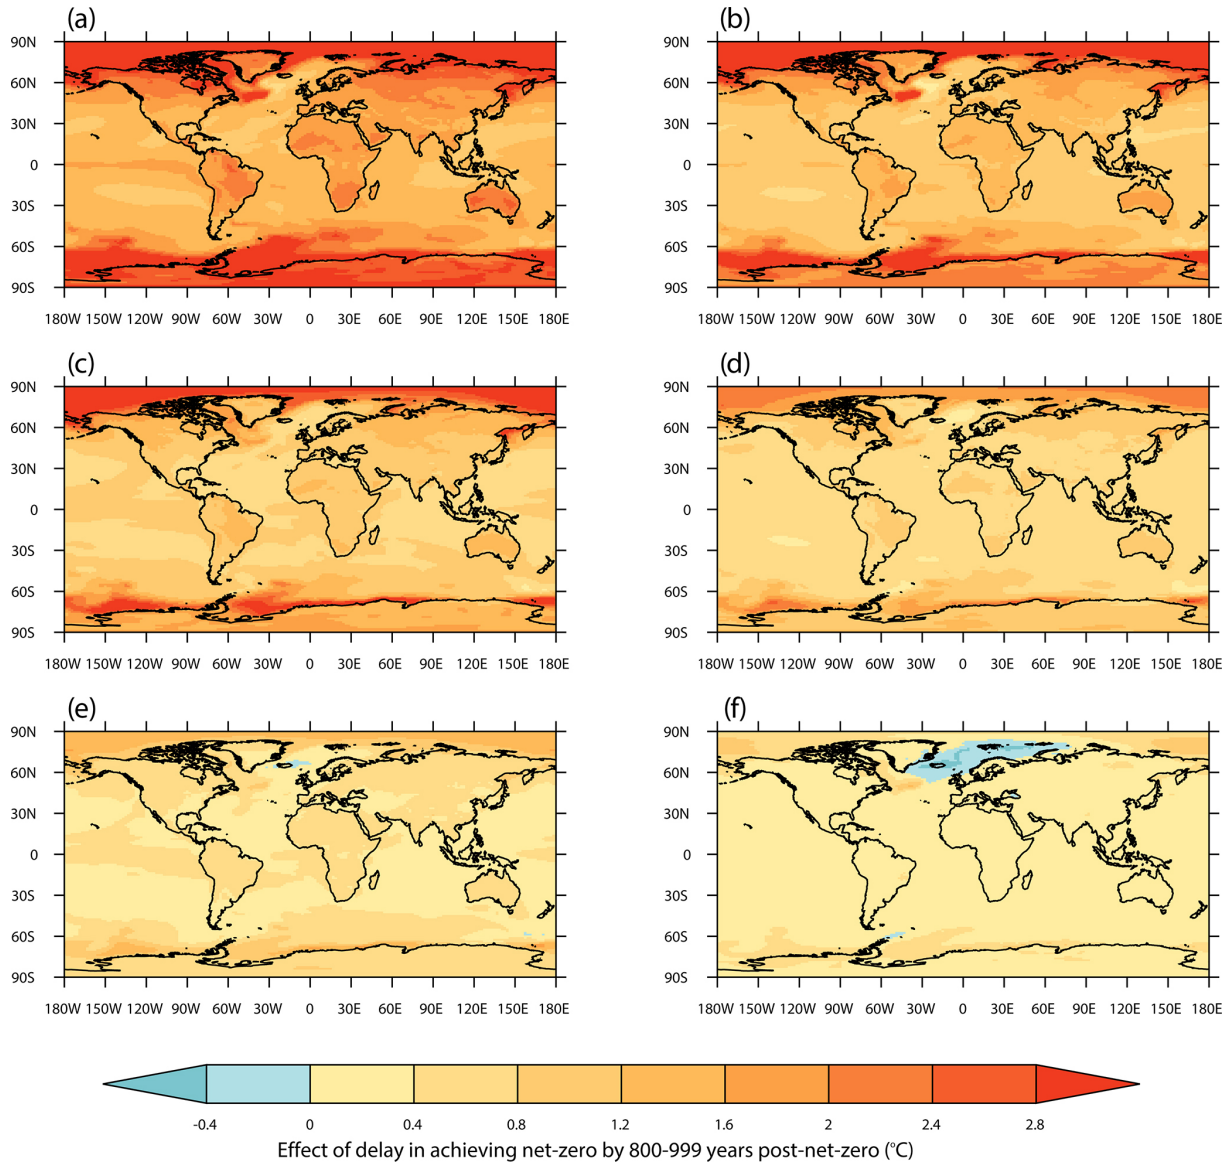 (a)
(b)
90N
60N
30N
0
30S
60S
90S
180W 150W 120W 90W 60W 30W 0 30E 60E 90E 120E 150E 180E
90N
60N
30N
0
30S
60S
90S
180W 150W 120W 90W 60W 30W 0 30E 60E 90E 120E 150E 180E
(c)
(d)
90N
60N
30N
0
30S
60S
90S
180W 150W 120W 90W 60W 30W 0 30E 60E 90E 120E 150E 180E
90N
60N
30N
0
30S
60S
90S
180W 150W 120W 90W 60W 30W 0 30E 60E 90E 120E 150E 180E
(e)
(f)
90N
60N
30N
0
30S
60S
90S
180W 150W 120W 90W 60W 30W 0 30E 60E 90E 120E 150E 180E
90N
60N
30N
0
30S
60S
90S
180W 150W 120W 90W 60W 30W 0 30E 60E 90E 120E 150E 180E
-0.4 0 0.4 0.8 1.2 1.6 2 2.4 2.8
Effect of delay in achieving net-zero by 800-999 years post-net-zero (°C)